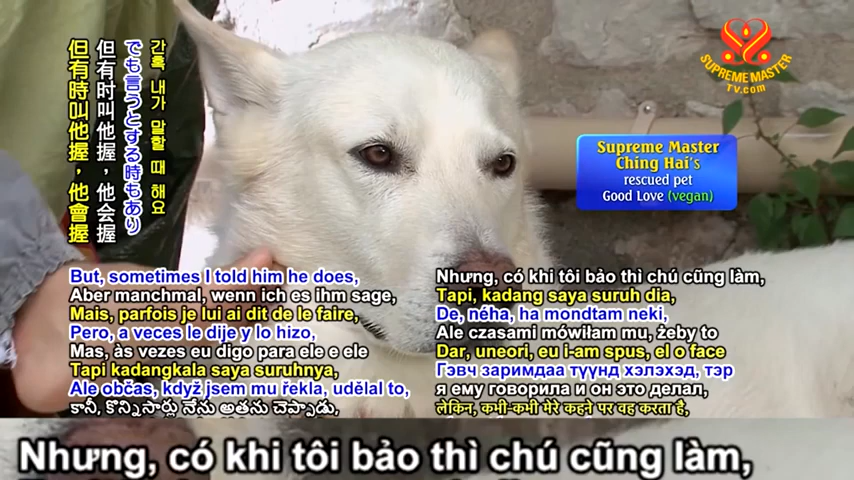 간혹 내가 말할 때 해요
でも言うとする時もあり
但有时叫他握，他会握
但有時叫他握，他會握
SUPREME MASTER
TV.com
Supreme Master
Ching Hai's
rescued pet
Good Love (vegan)
But, sometimes I told him he does,
Aber manchmal, wenn ich es ihm sage,
Mais, parfois je lui ai dit de le faire,
Pero, a veces le dije y lo hizo,
Mas, às vezes eu digo para ele e ele
Tapi kadangkala saya suruhnya,
Ale občas, když jsem mu řekla, udělal to,
కానీ, కొన్నిసార్లు నేను అతను చెప్పాడు,
Nhưng, có khi tôi bảo thì chú cũng làm,
Tapi, kadang saya suruh dia,
De, néha, ha mondtam neki,
Ale czasami mówiłam mu, żeby to
Dar, uneori, eu i-am spus, el o face
Гэвч заримдаа түүнд хэлэхэд, тэр
я ему говорила и он это делал,
लेकिन, कभी-कभी मेरे कहने पर वह करता है,
Nhưng, có khi tôi bảo thì chú cũng làm,